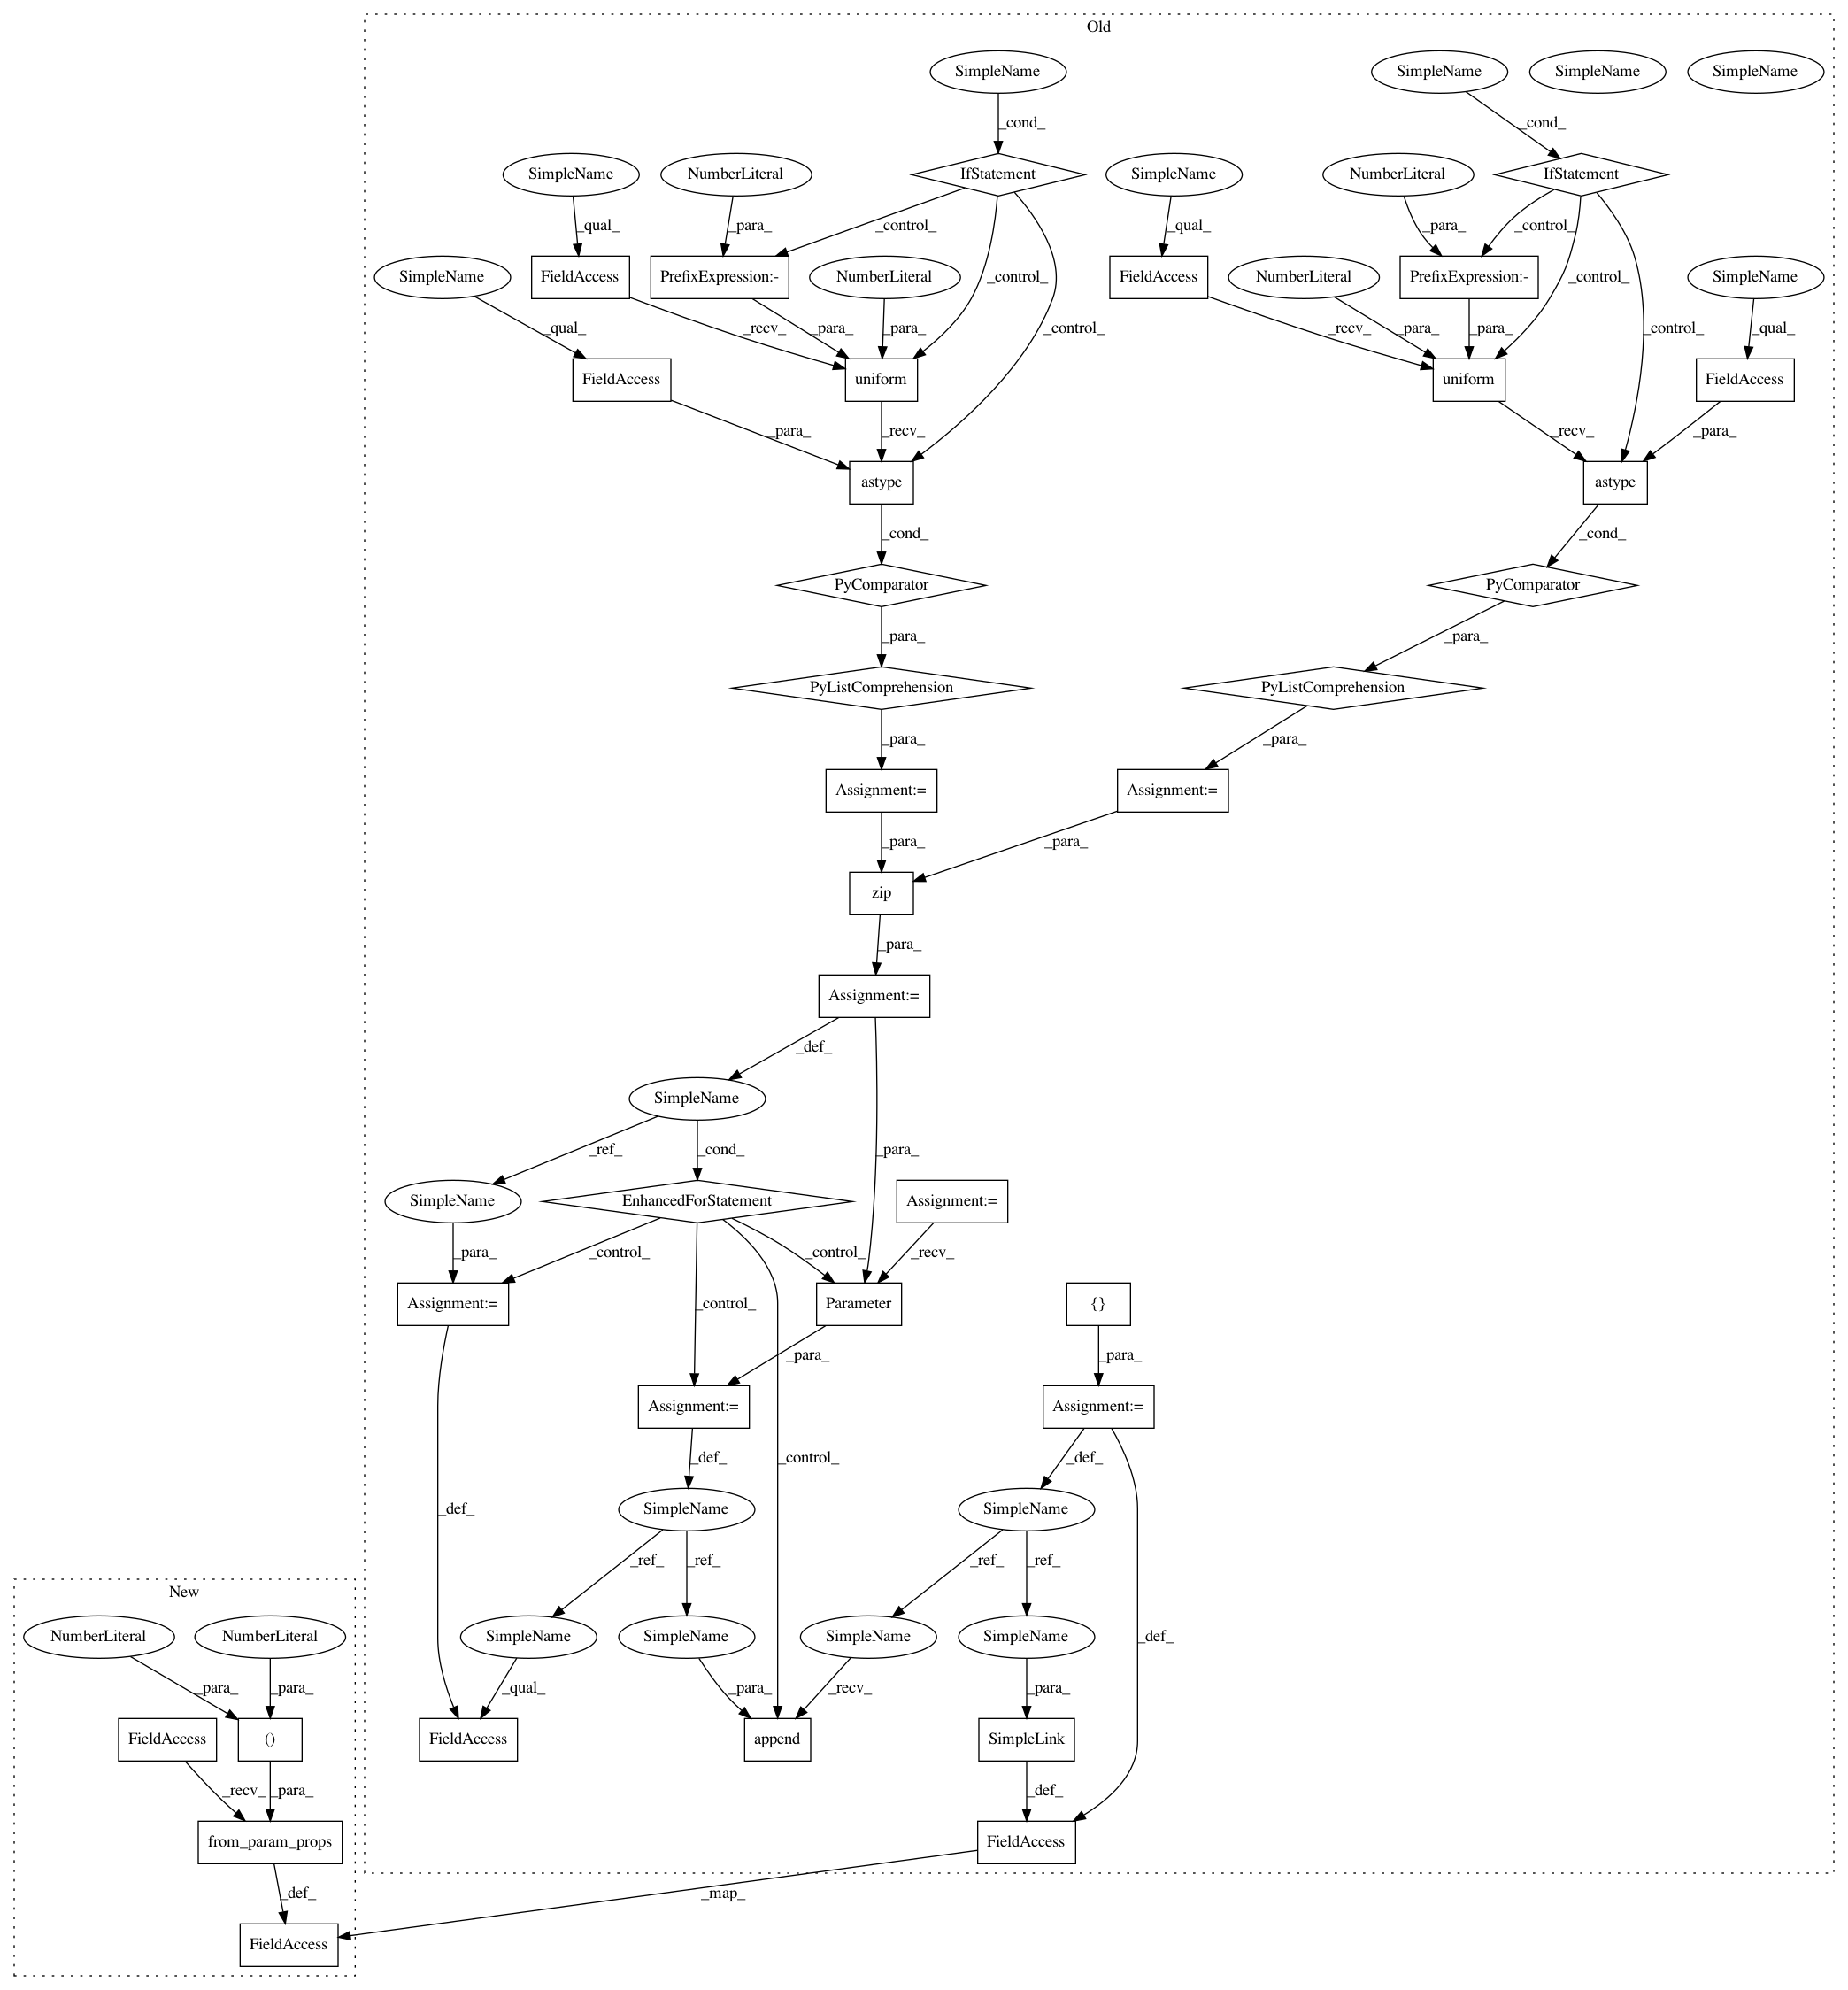 Old
SimpleName
SimpleName
SimpleName
SimpleName
_cond_
_cond_
SimpleName
NumberLiteral
IfStatement
SimpleName
NumberLiteral
IfStatement
_qual_
_para_
_control_
_qual_
_para_
_control_
SimpleName
FieldAccess
PrefixExpression:-
NumberLiteral
_control_
FieldAccess
NumberLiteral
PrefixExpression:-
_control_
SimpleName
_qual_
_recv_
_para_
_para_
_control_
_recv_
_para_
_para_
_control_
_qual_
FieldAccess
uniform
uniform
FieldAccess
_para_
_recv_
_recv_
_para_
astype
astype
_cond_
_cond_
PyComparator
PyComparator
_para_
_para_
PyListComprehension
PyListComprehension
_para_
_para_
Assignment:=
Assignment:=
_para_
_para_
zip
_para_
Assignment:=
_def_
SimpleName
_ref_
_cond_
_para_
SimpleName
EnhancedForStatement
Assignment:=
_para_
_control_
_control_
_recv_
Assignment:=
_control_
Parameter
{}
_para_
_para_
Assignment:=
Assignment:=
_def_
_control_
_def_
_def_
SimpleName
SimpleName
_def_
_ref_
_ref_
_ref_
_ref_
New
NumberLiteral
NumberLiteral
SimpleName
SimpleName
SimpleName
SimpleName
_para_
_para_
_qual_
_para_
_recv_
_para_
FieldAccess
()
FieldAccess
append
SimpleLink
_recv_
_para_
_def_
from_param_props
FieldAccess
_def_
_map_
FieldAccess